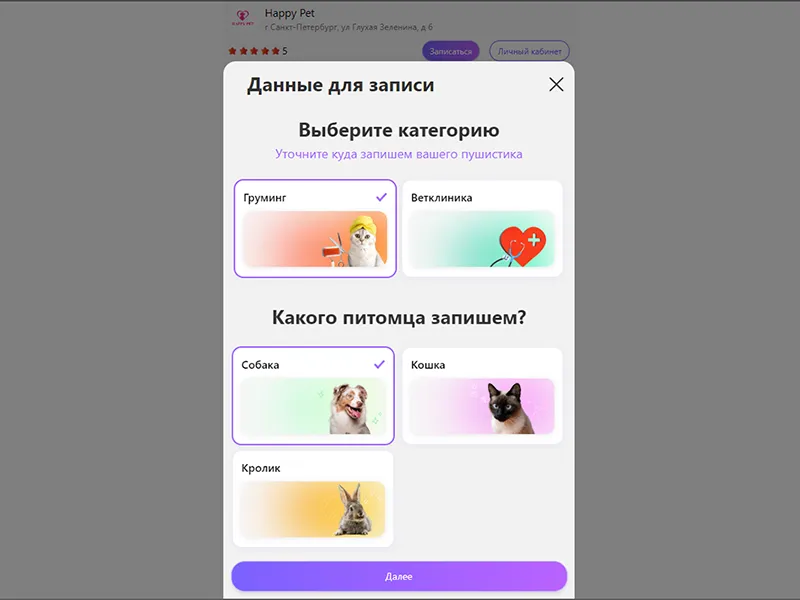 Happy Pet
г Санкт-Петербург, ул Глухая Зеленина, д 6
HAPPY PET
5
Записаться
Личный кабинет
Данные для записи
Выберите категорию
Уточните куда запишем вашего пушистика
Груминг
Ветклиника
Какого питомца запишем?
Собака
Кошка
Кролик
Далее